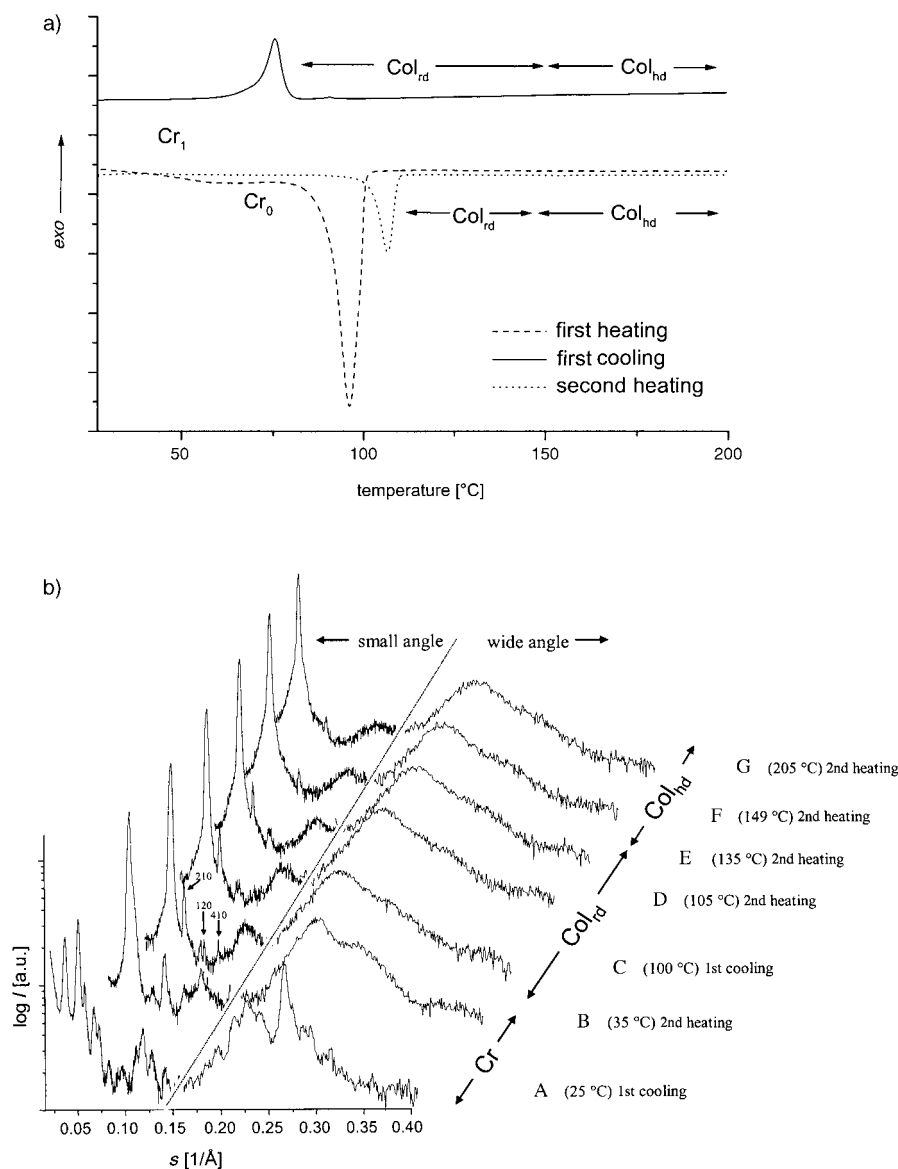 a)
Col_rd
Col_hd
Cr_1
exo
Cr_0
Col_rd
Col_hd
first heating
first cooling
second heating
50
100
150
200
temperature [°C]
b)
small angle
wide angle
G (205 °C) 2nd heating
Col_hd
F (149 °C) 2nd heating
E (135 °C) 2nd heating
210
D (105 °C) 2nd heating
120
410
Col_rd
C (100 °C) 1st cooling
log I [a.u.]
B (35 °C) 2nd heating
Cr
A (25 °C) 1st cooling
0.05
0.10
0.15
0.20
0.25
0.30
0.35
0.40
s [1/Å]